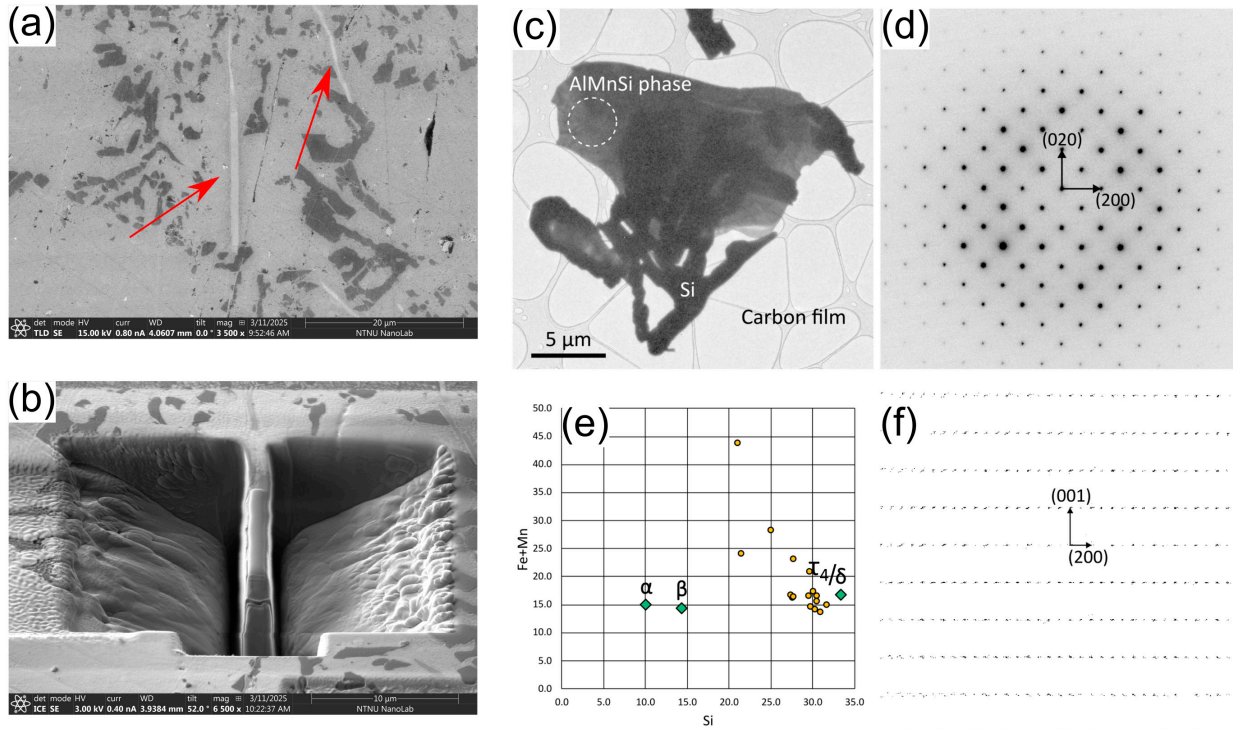 (a)
det mode HV curr WD tilt mag ⊞ 3/11/2025 20 µm
TLD SE 15.00 kV 0.80 nA 4.0607 mm 0.0 ° 3 500 x 9:52:46 AM NTNU NanoLab
(b)
det mode HV curr WD tilt mag ⊞ 3/11/2025 10 µm
ICE SE 3.00 kV 0.40 nA 3.9384 mm 52.0 ° 6 500 x 10:22:37 AM NTNU NanoLab
(c)
AlMnSi phase
Si
Carbon film
5 µm
(d)
(020)
(200)
(e)
50.0
45.0
40.0
35.0
30.0
25.0
20.0
15.0
10.0
5.0
0.0
Fe+Mn
α
β
τ4/δ
0.0 5.0 10.0 15.0 20.0 25.0 30.0 35.0
Si
(f)
(001)
(200)